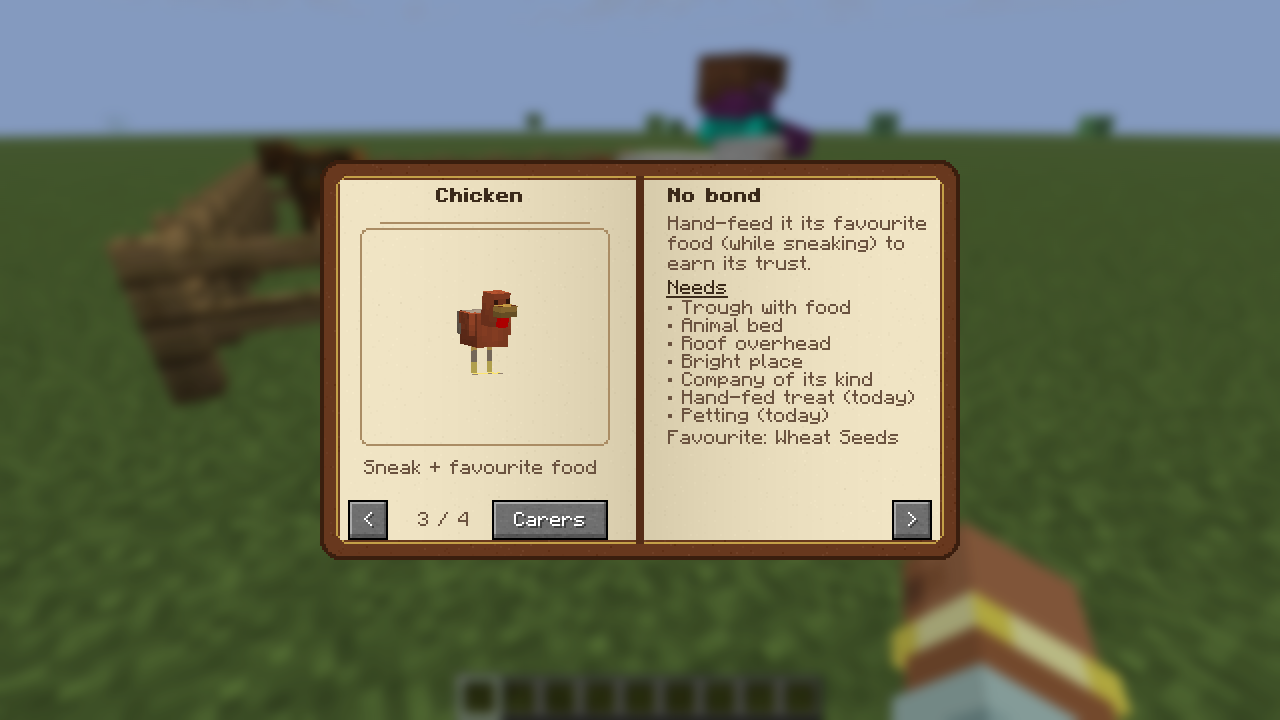 Chicken
Sneak + favourite food
<
3 / 4
Carers
No bond
Hand-feed it its favourite
food (while sneaking) to
earn its trust.
Needs
• Trough with food
• Animal bed
• Roof overhead
• Bright place
• Company of its kind
• Hand-fed treat (today)
• Petting (today)
Favourite: Wheat Seeds
>